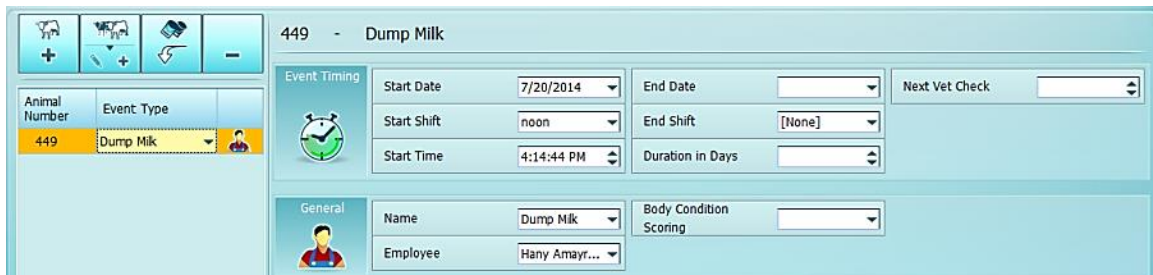 449 - Dump Milk
Animal Number Event Type
449 Dump Milk
Event Timing
Start Date 7/20/2014 End Date Next Vet Check
Start Shift noon End Shift [None]
Start Time 4:14:44 PM Duration in Days
General
Name Dump Milk Body Condition Scoring
Employee Hany Amayr...